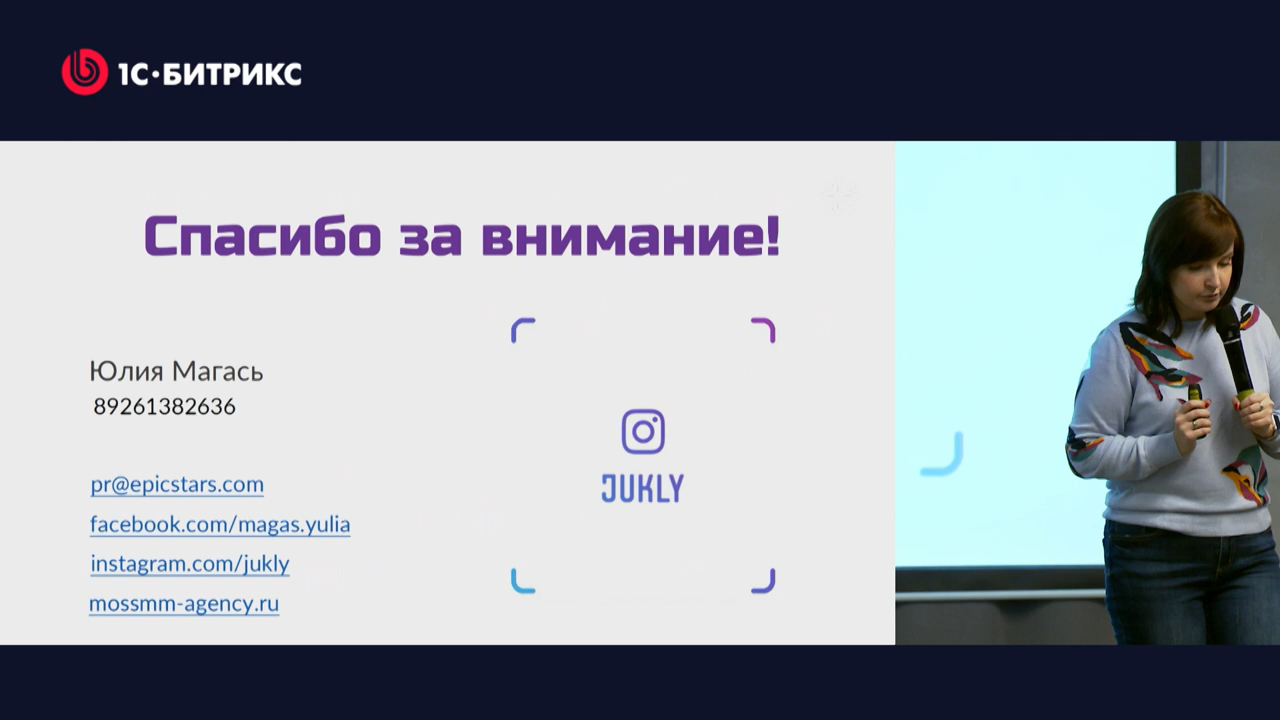 1С•БИТРИКС
Спасибо за внимание!
Юлия Магась
89261382636
pr@epicstars.com
facebook.com/magas.yulia
instagram.com/jukly
mossmm-agency.ru
JUKLY